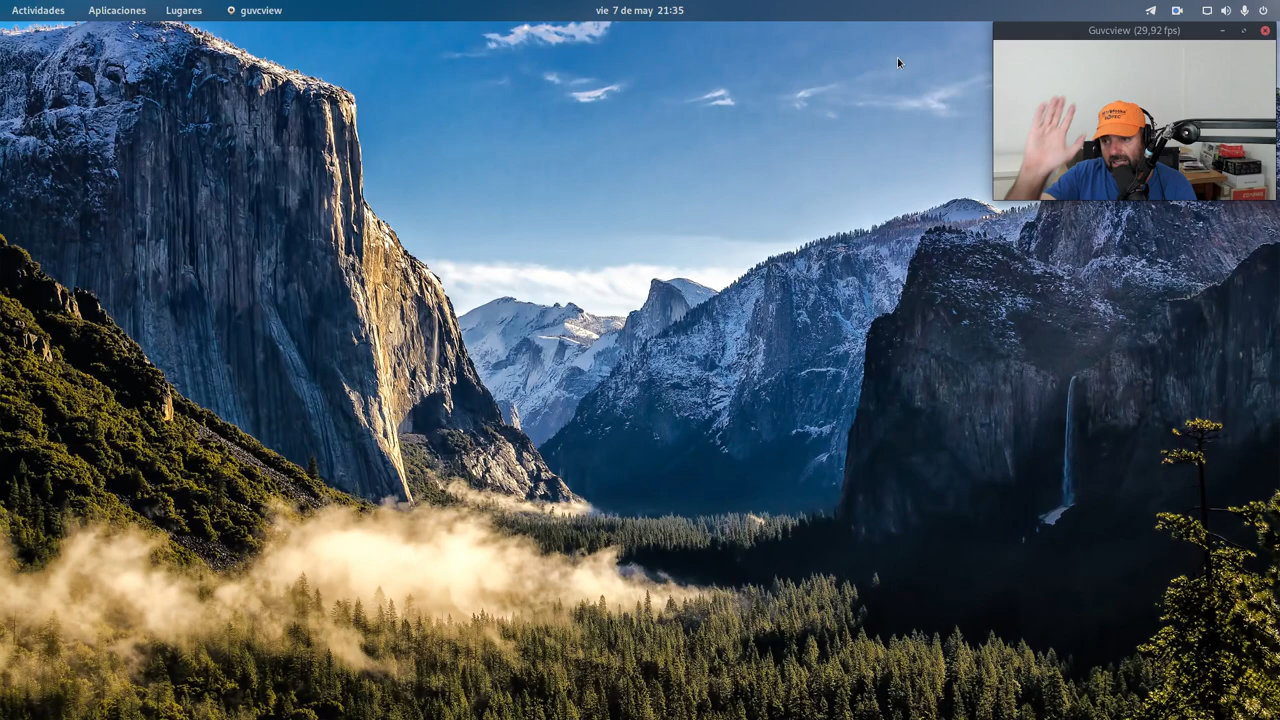 Actividades
Aplicaciones
Lugares
guvcview
vie 7 de may 21:35
Guvcview (29,92 fps)